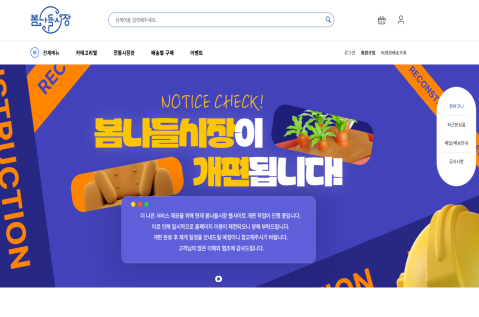 봄나들시장
검색어를 입력해주세요.
전체메뉴 카테고리별 전통시장관 배송별 구매 이벤트
로그인 회원가입 비회원배송조회
RECONSTRUCTION
NOTICE CHECK!
봄나들시장이
개편됩니다!
더 나은 서비스 제공을 위해 현재 봄나들시장 웹사이트 개편 작업이 진행 중입니다.
이로 인해 일시적으로 홈페이지 이용이 제한되오니 양해 부탁드립니다.
개편 완료 후 재개 일정을 안내드릴 예정이니 참고해주시기 바랍니다.
고객님의 많은 이해와 협조에 감사드립니다.
장바구니
최근본상품
배달/배송안내
공지사항